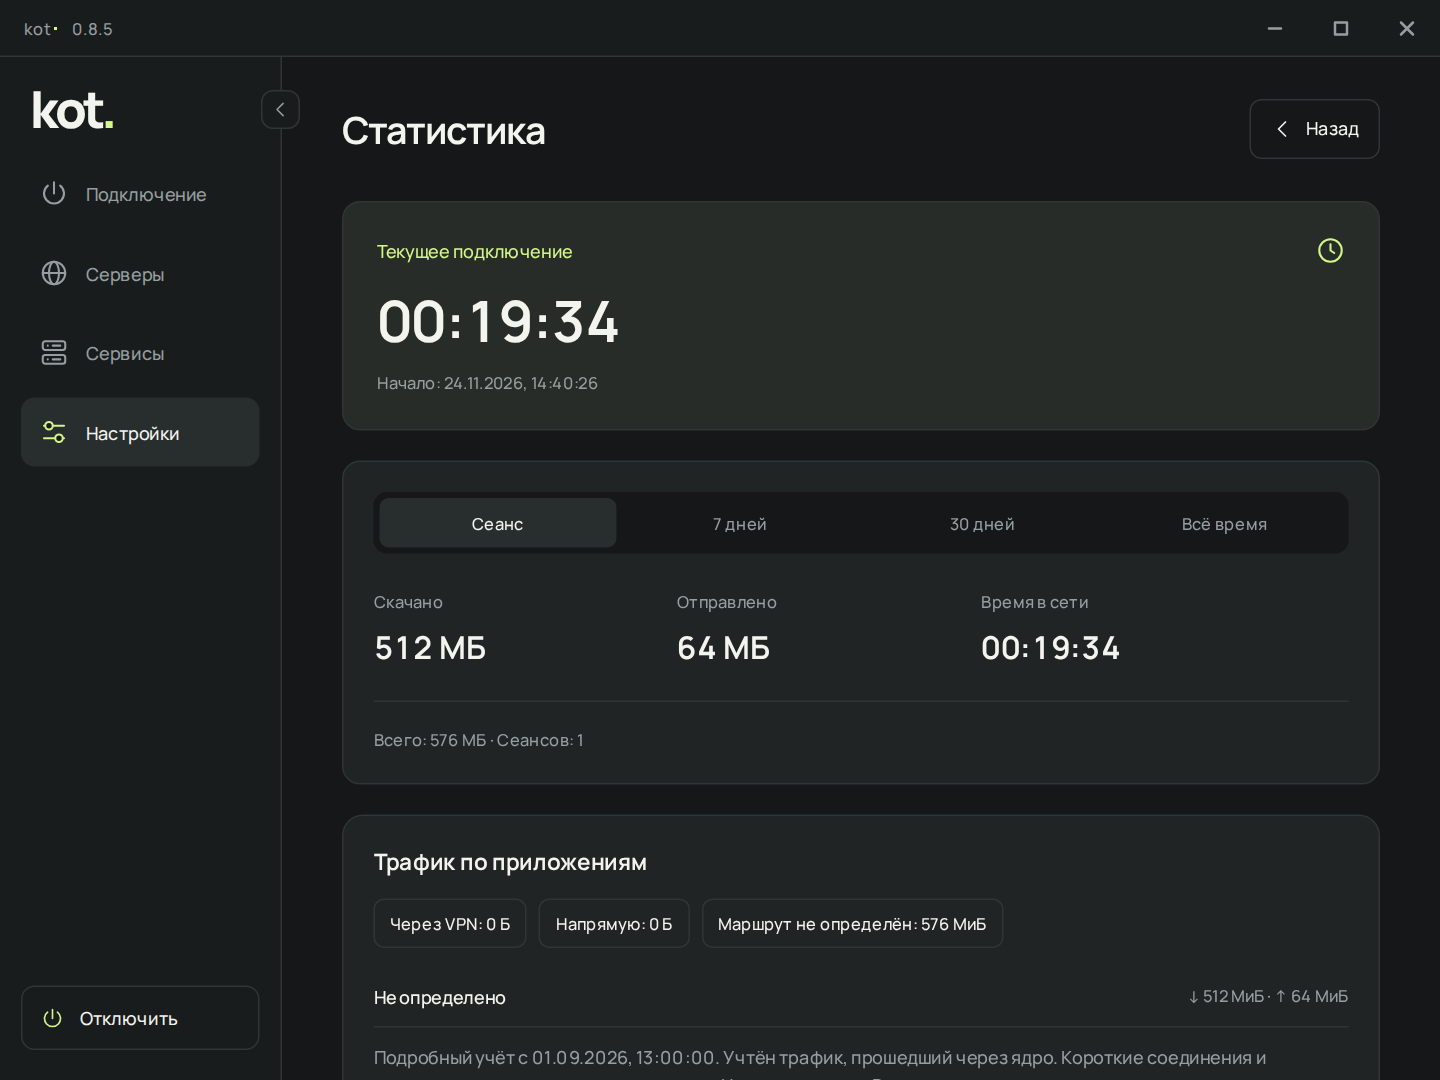 kot· 0.8.5
kot.
Подключение
Серверы
Сервисы
Настройки
Отключить
Статистика
Назад
Текущее подключение
00:19:34
Начало: 24.11.2026, 14:40:26
Сеанс
7 дней
30 дней
Всё время
Скачано
Отправлено
Время в сети
512 МБ
64 МБ
00:19:34
Всего: 576 МБ · Сеансов: 1
Трафик по приложениям
Через VPN: 0 Б
Напрямую: 0 Б
Маршрут не определён: 576 МиБ
Не определено
↓ 512 МиБ · ↑ 64 МиБ
Подробный учёт с 01.09.2026, 13:00:00. Учтён трафик, прошедший через ядро. Короткие соединения и